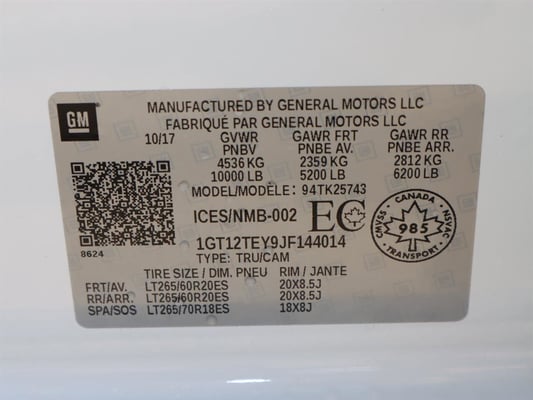 GM
MANUFACTURED BY GENERAL MOTORS LLC
FABRIQUÉ PAR GENERAL MOTORS LLC
10/17 GVWR GAWR FRT GAWR RR
PNBV PNBE AV. PNBE ARR.
4536 KG 2359 KG 2812 KG
10000 LB 5200 LB 6200 LB
MODEL/MODÈLE: 94TK25743
ICES/NMB-002 EC
CANADA
CMVSS 985 NSVAC
TRANSPORT
8624
1GT12TEY9JF144014
TYPE: TRU/CAM
TIRE SIZE / DIM. PNEU RIM / JANTE
FRT/AV. LT265/60R20ES 20X8.5J
RR/ARR. LT265/60R20ES 20X8.5J
SPA/SOS LT265/70R18ES 18X8J